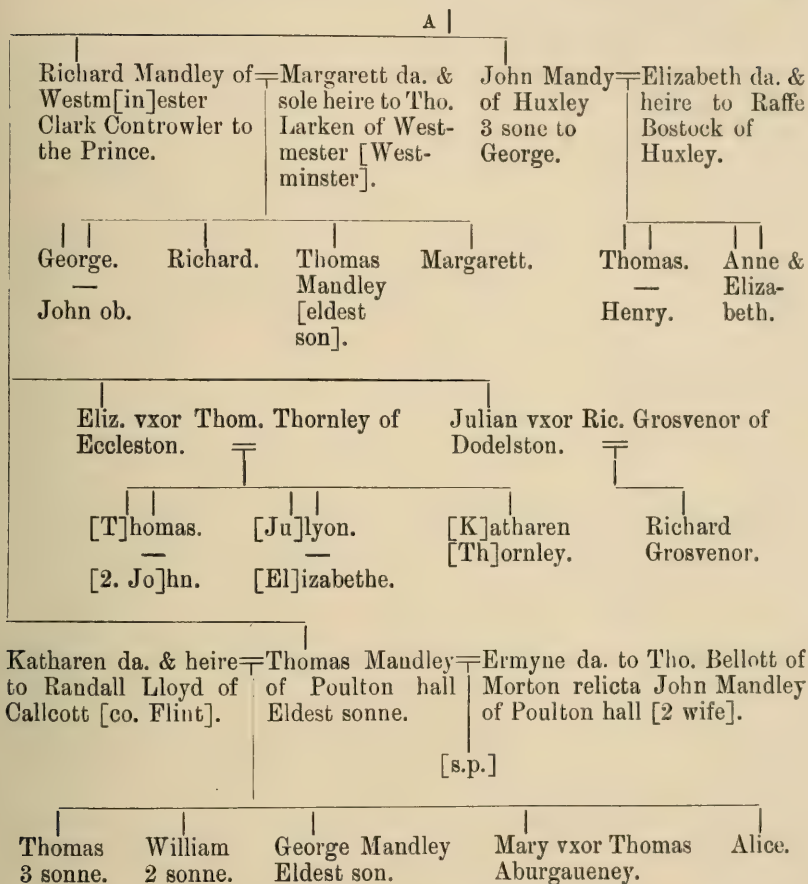 A
Richard Mandley of
Westm[in]ester
Clark Controwler to
the Prince.
Margarett da. &
sole heire to Tho.
Larken of West-
mester [West-
minster].
John Mandy
of Huxley
3 sone to
George.
Elizabeth da. &
heire to Raffe
Bostock of
Huxley.
George.
—
John ob.
Richard.
Thomas
Mandley
[eldest
son].
Margarett.
Thomas.
—
Henry.
Anne &
Eliza-
beth.
Eliz. vxor Thom. Thornley of
Eccleston.
Julian vxor Ric. Grosvenor of
Dodelston.
[T]homas.
—
[2. Jo]hn.
[Ju]lyon.
—
[El]izabethe.
[K]atharen
[Th]ornley.
Richard
Grosvenor.
Katharen da. & heire
to Randall Lloyd of
Callcott [co. Flint].
Thomas Mandley
of Poulton hall
Eldest sonne.
Ermyne da. to Tho. Bellott of
Morton relicta John Mandley
of Poulton hall [2 wife].
[s.p.]
Thomas
3 sonne.
William
2 sonne.
George Mandley
Eldest son.
Mary vxor Thomas
Aburgaueney.
Alice.